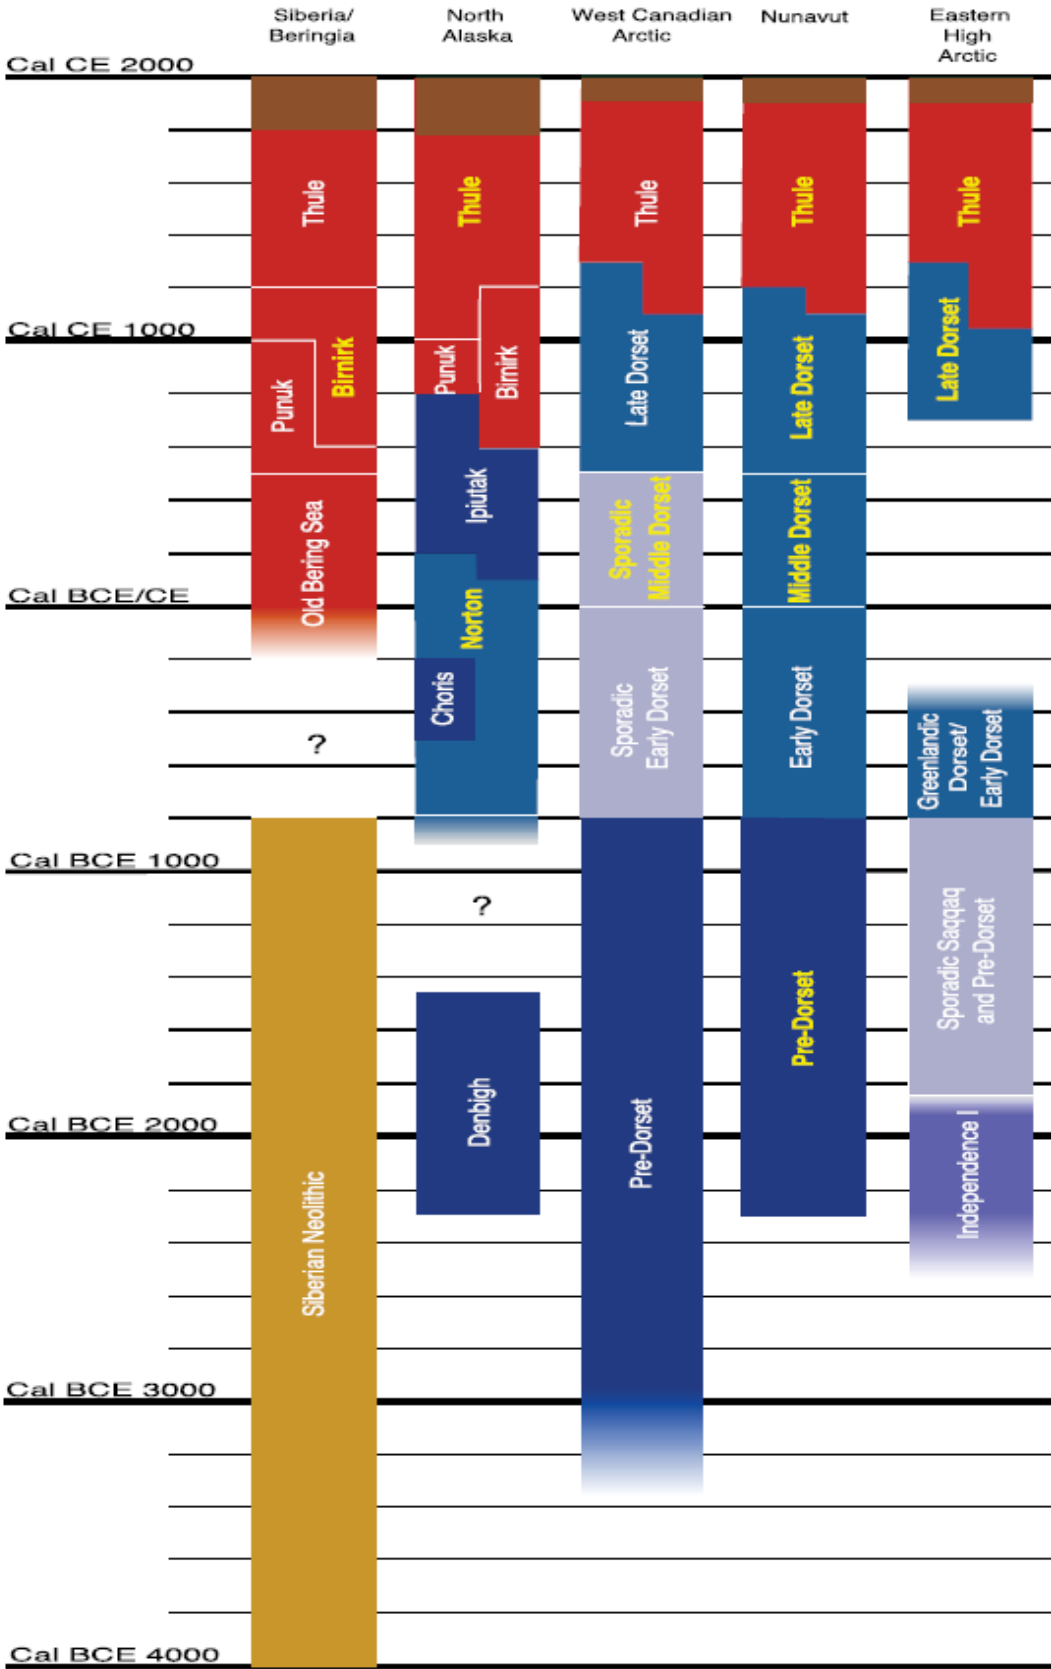 Siberia/
Beringia
North
Alaska
West Canadian
Arctic
Nunavut
Eastern
High
Arctic
Cal CE 2000
Thule
Thule
Thule
Thule
Thule
Cal CE 1000
Punuk
Birnirk
Punuk
Birnirk
Late Dorset
Late Dorset
Late Dorset
Old Bering Sea
Ipiutak
Sporadic
Middle Dorset
Middle Dorset
Cal BCE/CE
Norton
Choris
Sporadic
Early Dorset
Early Dorset
Greenlandic
Dorset/
Early Dorset
?
Cal BCE 1000
?
Sporadic Saqqaq
and Pre-Dorset
Pre-Dorset
Denbigh
Pre-Dorset
Cal BCE 2000
Independence I
Siberian Neolithic
Cal BCE 3000
Cal BCE 4000